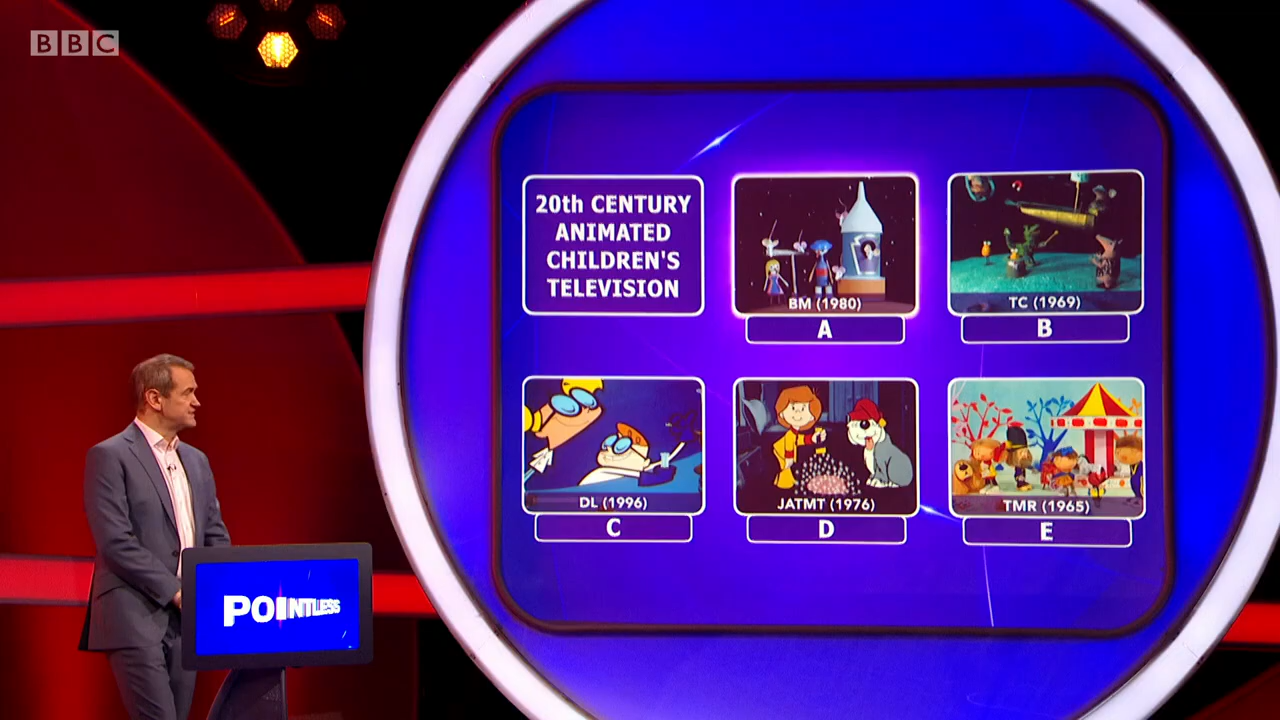 BBC
20th CENTURY
ANIMATED
CHILDREN'S
TELEVISION
BM (1980)
A
TC (1969)
B
DL (1996)
C
JATMT (1976)
D
TMR (1965)
E
POINTLESS